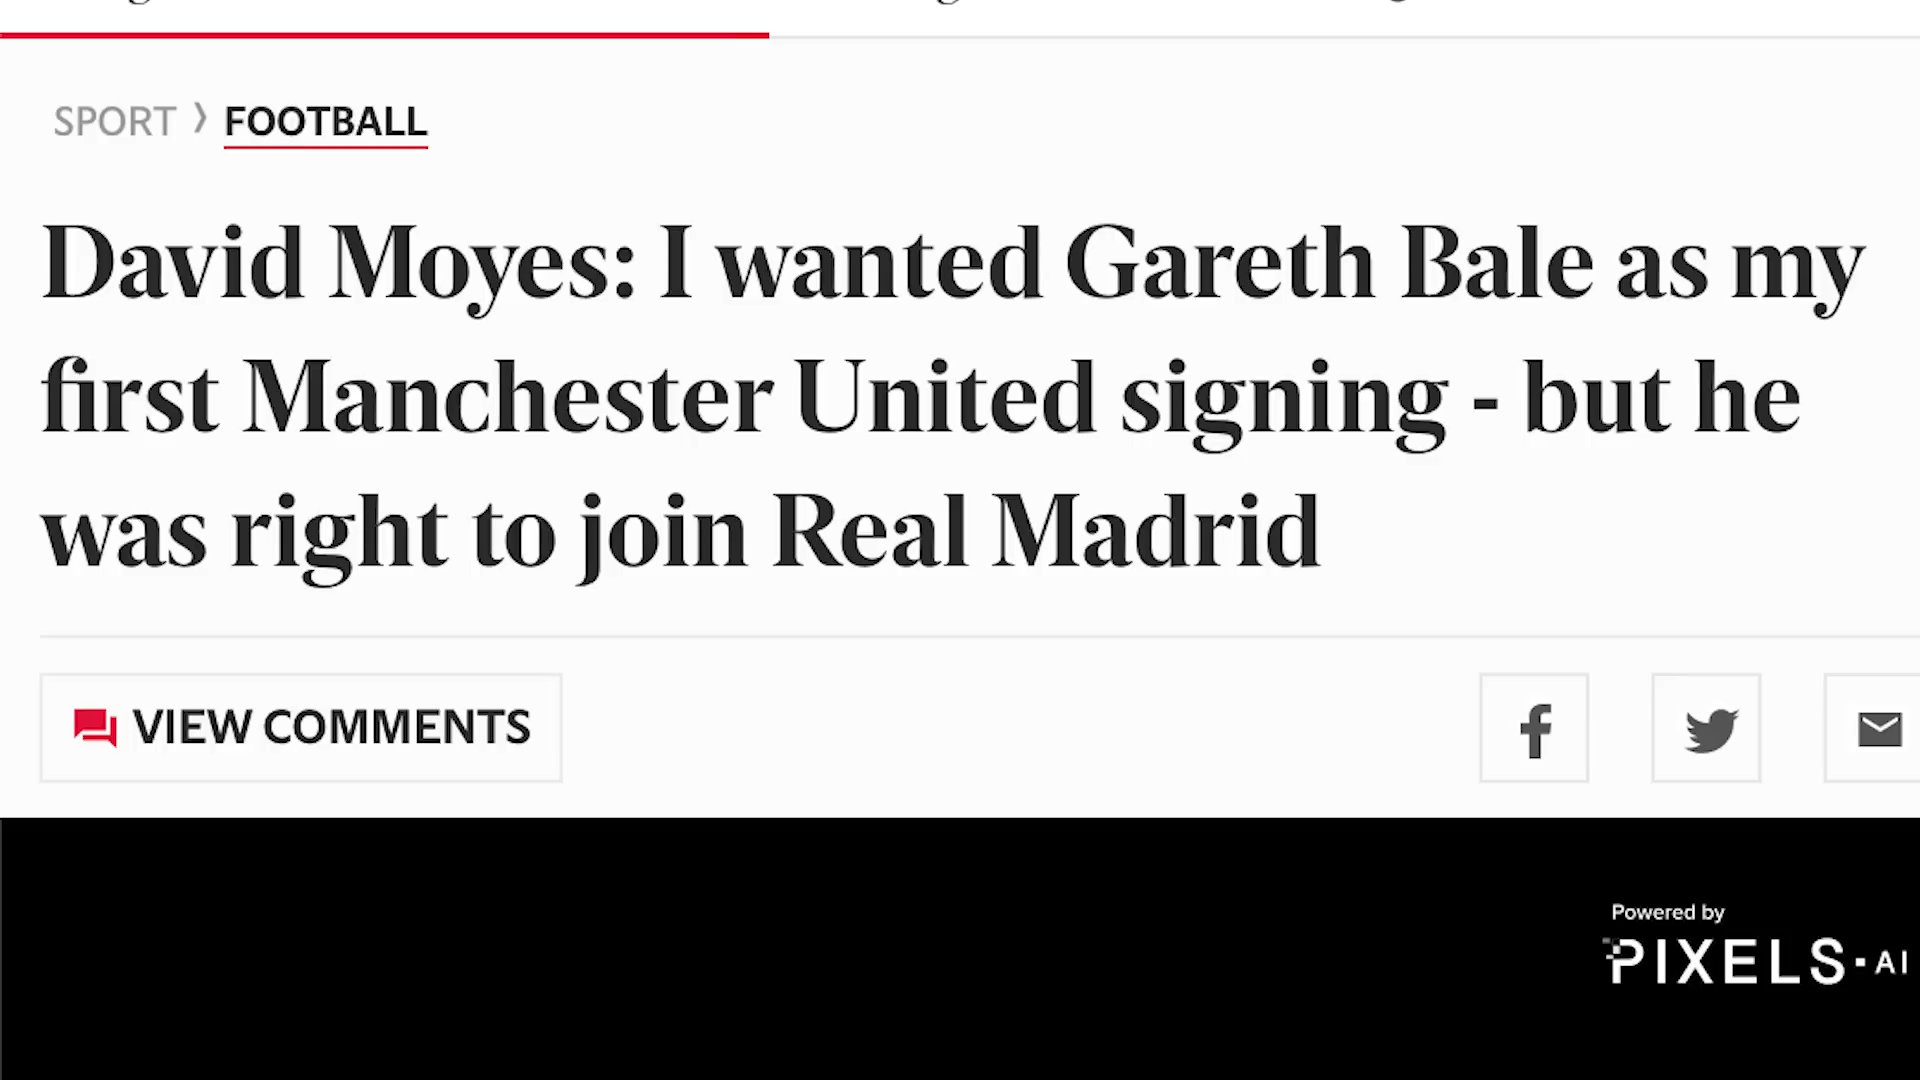 SPORT › FOOTBALL
David Moyes: I wanted Gareth Bale as my
first Manchester United signing - but he
was right to join Real Madrid
VIEW COMMENTS
Powered by
PIXELS-AI